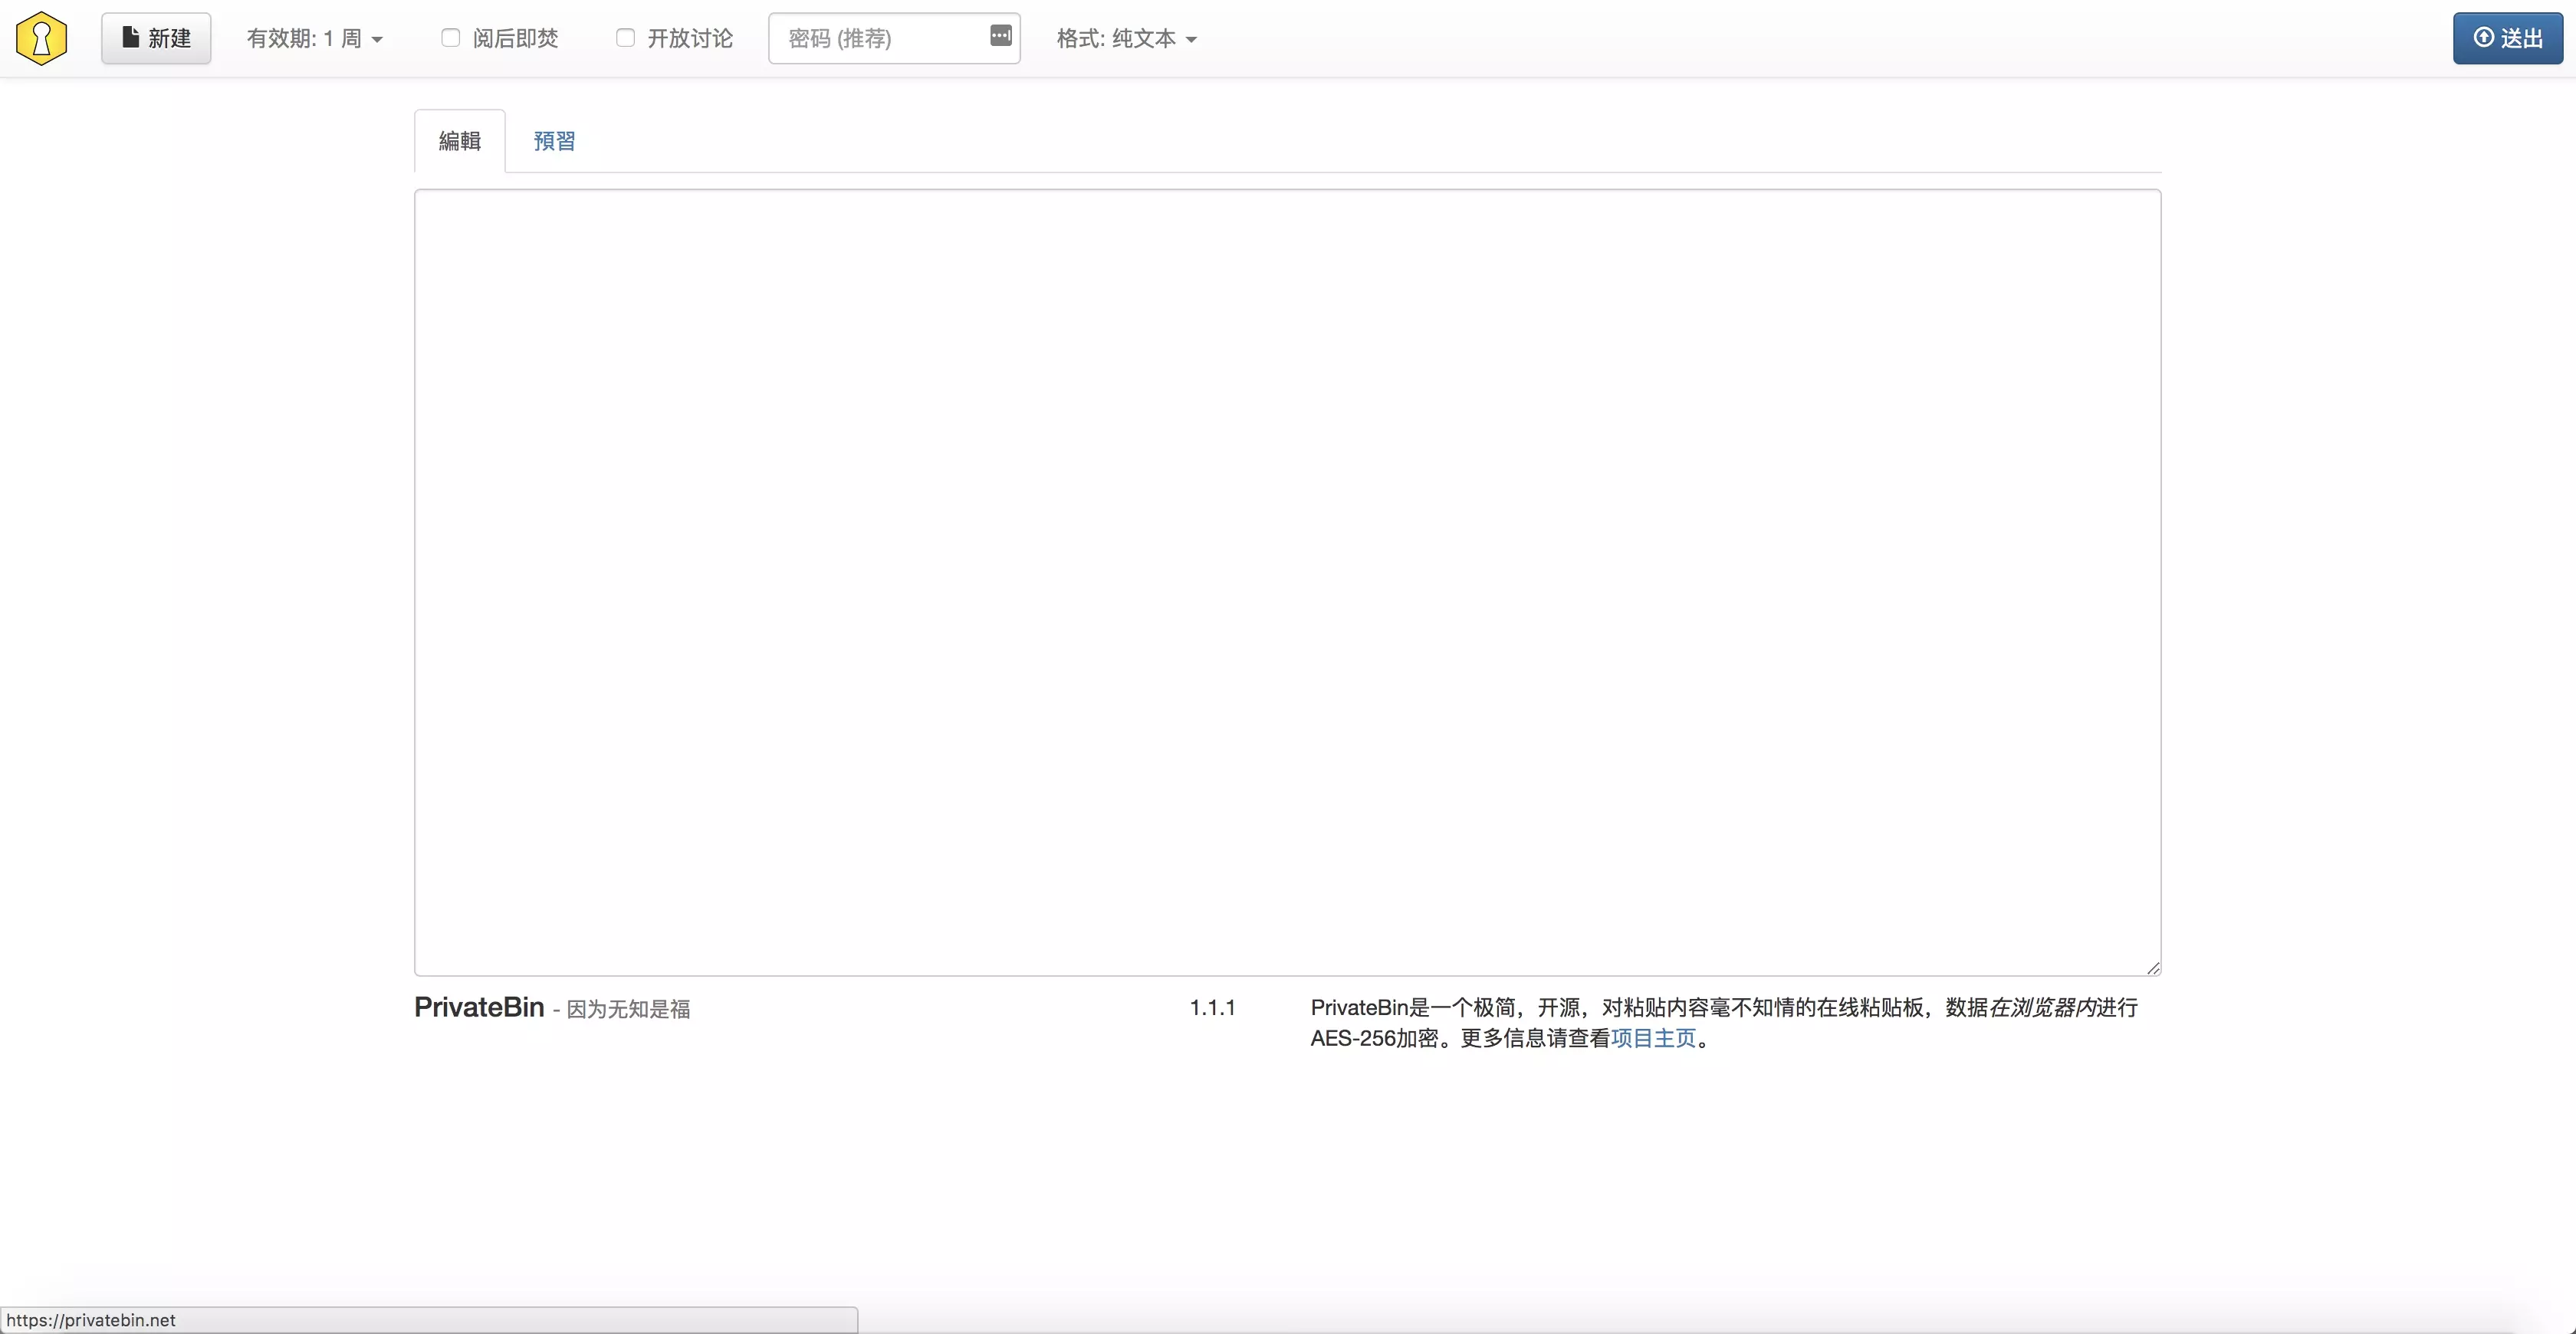 新建 有效期: 1 周 阅后即焚 开放讨论 密码 (推荐) 格式: 纯文本 送出
編輯 預習
PrivateBin - 因为无知是福 1.1.1 PrivateBin是一个极简，开源，对粘贴内容毫不知情的在线粘贴板，数据在浏览器内进行
AES-256加密。更多信息请查看项目主页。
https://privatebin.net